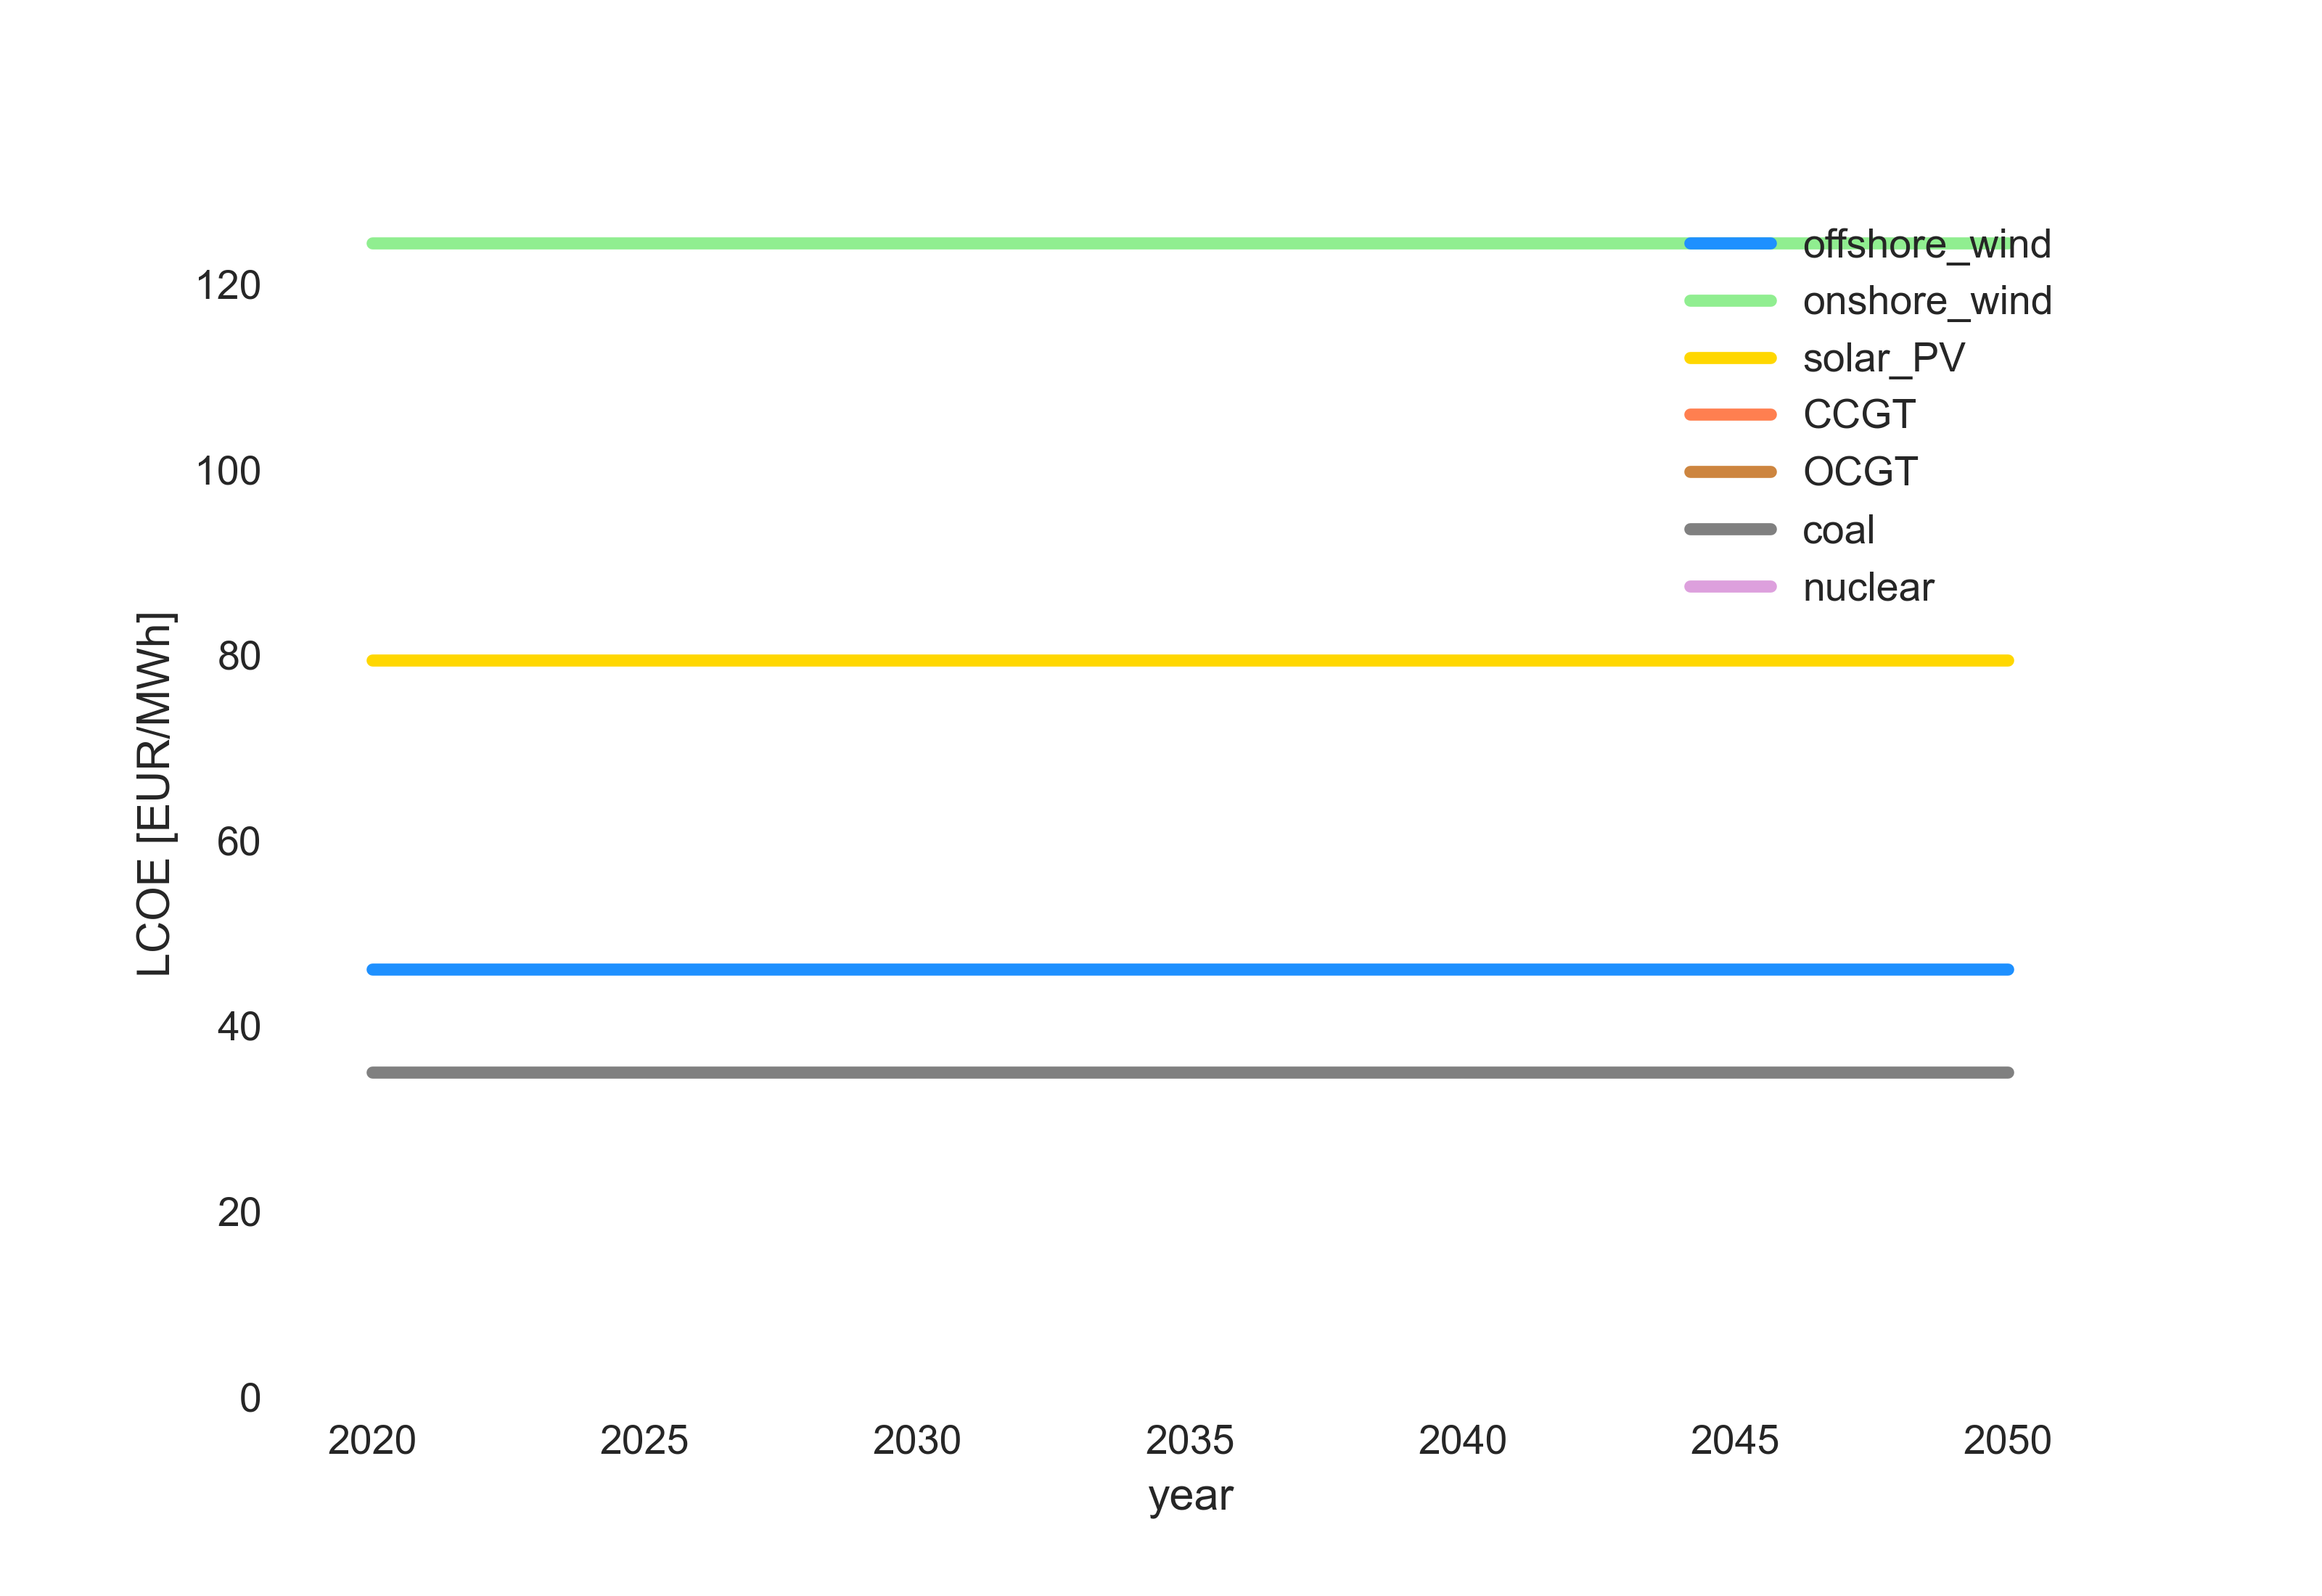 offshore_wind
onshore_wind
solar_PV
CCGT
OCGT
coal
nuclear
LCOE [EUR/MWh]
120
100
80
60
40
20
0
2020 2025 2030 2035 2040 2045 2050
year